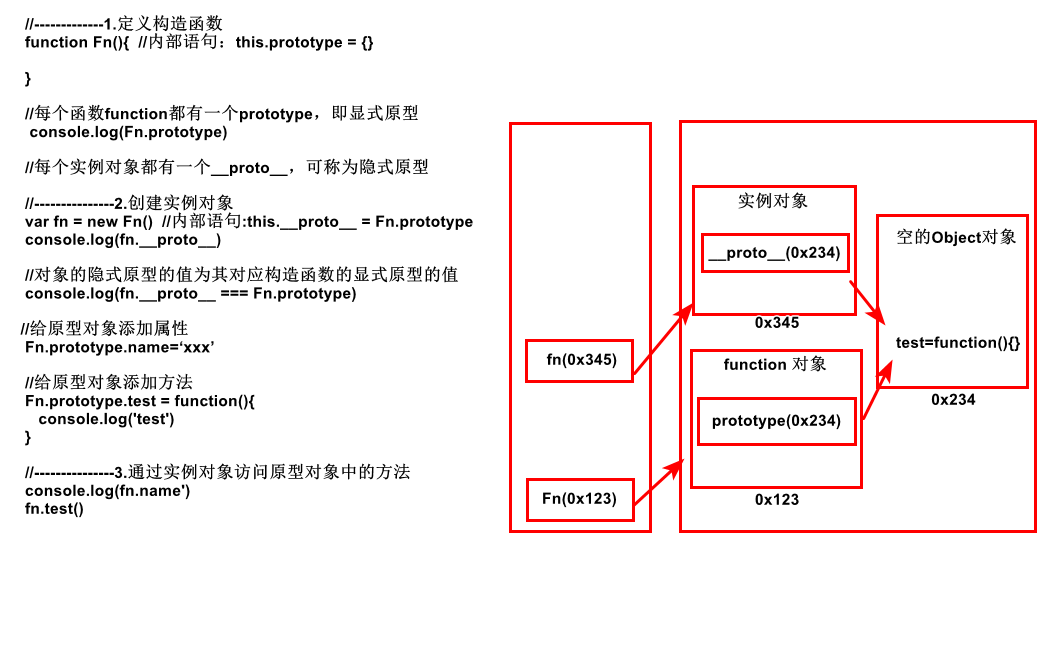 //-------------1.定义构造函数
function Fn(){  //内部语句：this.prototype = {}
}
//每个函数function都有一个prototype，即显式原型
console.log(Fn.prototype)
//每个实例对象都有一个__proto__，可称为隐式原型
//---------------2.创建实例对象
var fn = new Fn()  //内部语句:this.__proto__ = Fn.prototype
console.log(fn.__proto__)
//对象的隐式原型的值为其对应构造函数的显式原型的值
console.log(fn.__proto__ === Fn.prototype)
//给原型对象添加属性
Fn.prototype.name=‘xxx’
//给原型对象添加方法
Fn.prototype.test = function(){
console.log('test')
}
//---------------3.通过实例对象访问原型对象中的方法
console.log(fn.name')
fn.test()
fn(0x345)
Fn(0x123)
实例对象
__proto__(0x234)
0x345
function 对象
prototype(0x234)
0x123
空的Object对象
test=function(){}
0x234